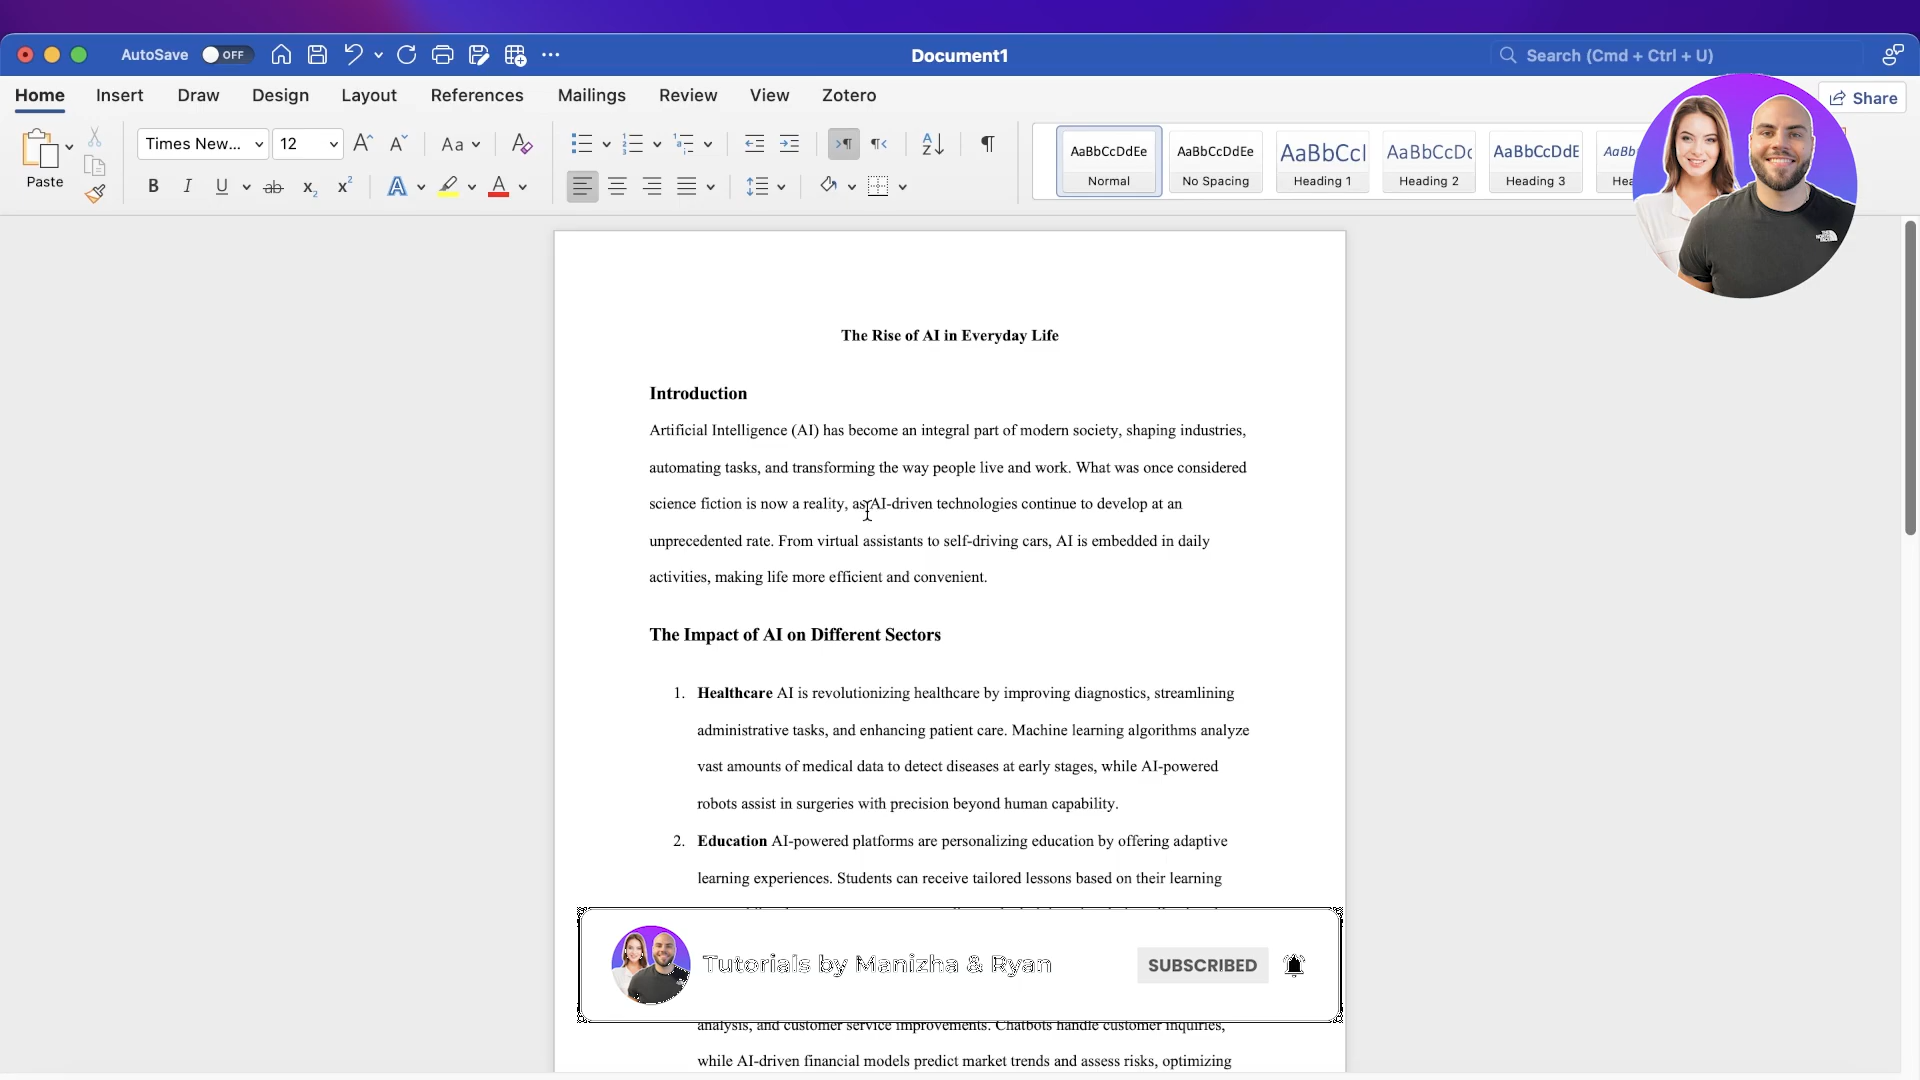 AutoSave OFF Document1 Search (Cmd + Ctrl + U)
Home Insert Draw Design Layout References Mailings Review View Zotero Share
Paste Times New... 12 Aa
AaBbCcDdEe AaBbCcDdEe AaBbCcI AaBbCcDc AaBbCcDdE AaBb
Normal No Spacing Heading 1 Heading 2 Heading 3 Hea
The Rise of AI in Everyday Life
Introduction
Artificial Intelligence (AI) has become an integral part of modern society, shaping industries,
automating tasks, and transforming the way people live and work. What was once considered
science fiction is now a reality, as AI-driven technologies continue to develop at an
unprecedented rate. From virtual assistants to self-driving cars, AI is embedded in daily
activities, making life more efficient and convenient.
The Impact of AI on Different Sectors
1. Healthcare AI is revolutionizing healthcare by improving diagnostics, streamlining
administrative tasks, and enhancing patient care. Machine learning algorithms analyze
vast amounts of medical data to detect diseases at early stages, while AI-powered
robots assist in surgeries with precision beyond human capability.
2. Education AI-powered platforms are personalizing education by offering adaptive
learning experiences. Students can receive tailored lessons based on their learning
Tutorials by Manizha & Ryan SUBSCRIBED
analysis, and customer service improvements. Chatbots handle customer inquiries,
while AI-driven financial models predict market trends and assess risks, optimizing